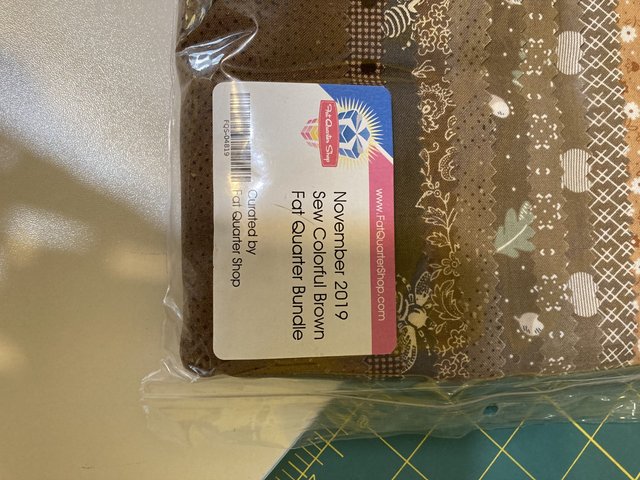 Fat Quarter Shop
www.FatQuarterShop.com
November 2019
Sew Colorful Brown
Fat Quarter Bundle
Curated by
Fat Quarter Shop